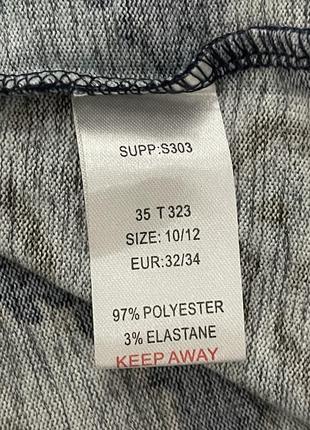 SUPP:S303
35 T 323
SIZE: 10/12
EUR: 32/34
97% POLYESTER
3% ELASTANE
KEEP AWAY